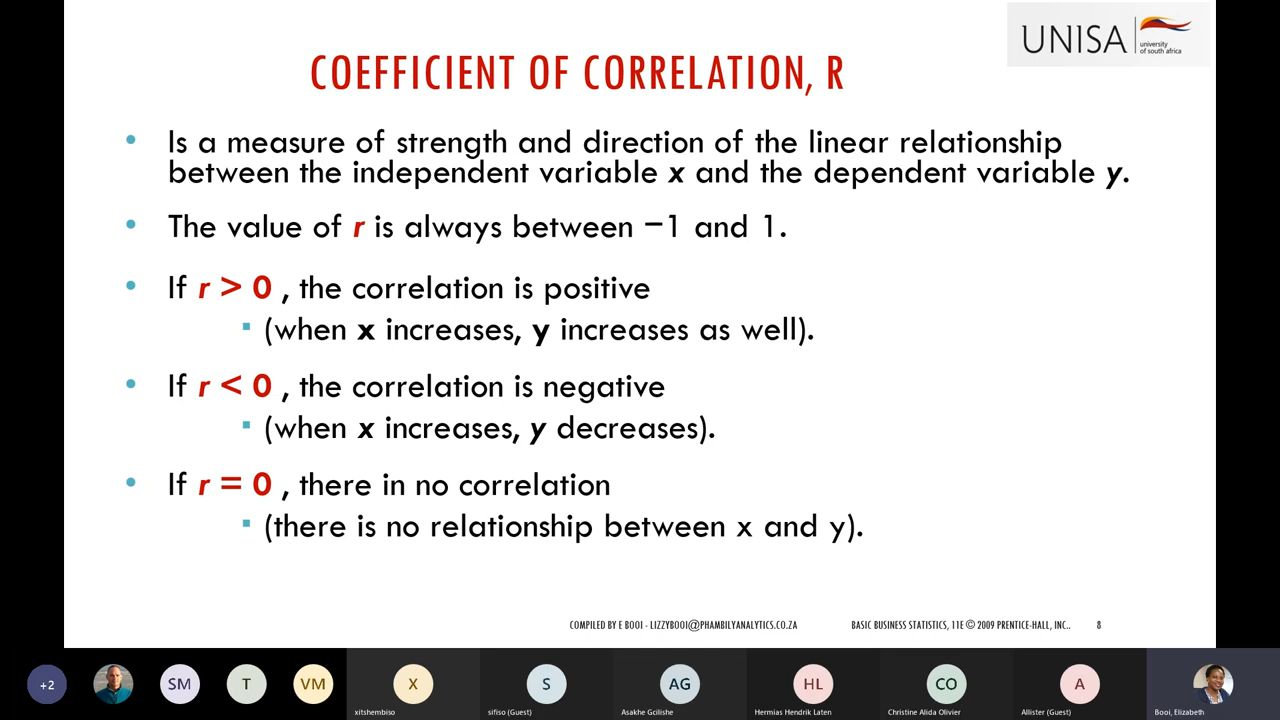 UNISA
university
of south africa
COEFFICIENT OF CORRELATION, R
• Is a measure of strength and direction of the linear relationship
between the independent variable x and the dependent variable y.
• The value of r is always between −1 and 1.
• If r > 0 , the correlation is positive
▪ (when x increases, y increases as well).
• If r < 0 , the correlation is negative
▪ (when x increases, y decreases).
• If r = 0 , there in no correlation
▪ (there is no relationship between x and y).
COMPILED BY E BOOI - LIZZYBOOI@PHAMBILYANALYTICS.CO.ZA
BASIC BUSINESS STATISTICS, 11E © 2009 PRENTICE-HALL, INC..
8
+2
SM
T
VM
X
xitshembiso
S
sifiso (Guest)
AG
Asakhe Gcilishe
HL
Hermias Hendrik Laten
CO
Christine Alida Olivier
A
Allister (Guest)
Booi, Elizabeth